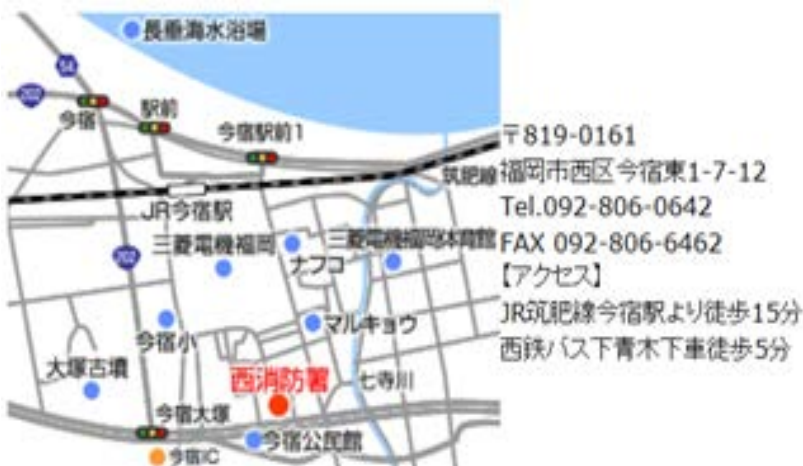 長垂海水浴場
54
202
今宿
駅前
今宿駅前1
筑肥線
JR今宿駅
202
三菱電機福岡
ナフコ
三菱電機福岡体育館
今宿小
マルキョウ
大塚古墳
西消防署
七寺川
今宿大塚
今宿公民館
今宿IC
〒819-0161
福岡市西区今宿東1-7-12
Tel.092-806-0642
FAX 092-806-6462
【アクセス】
JR筑肥線今宿駅より徒歩15分
西鉄バス下青木下車徒歩5分